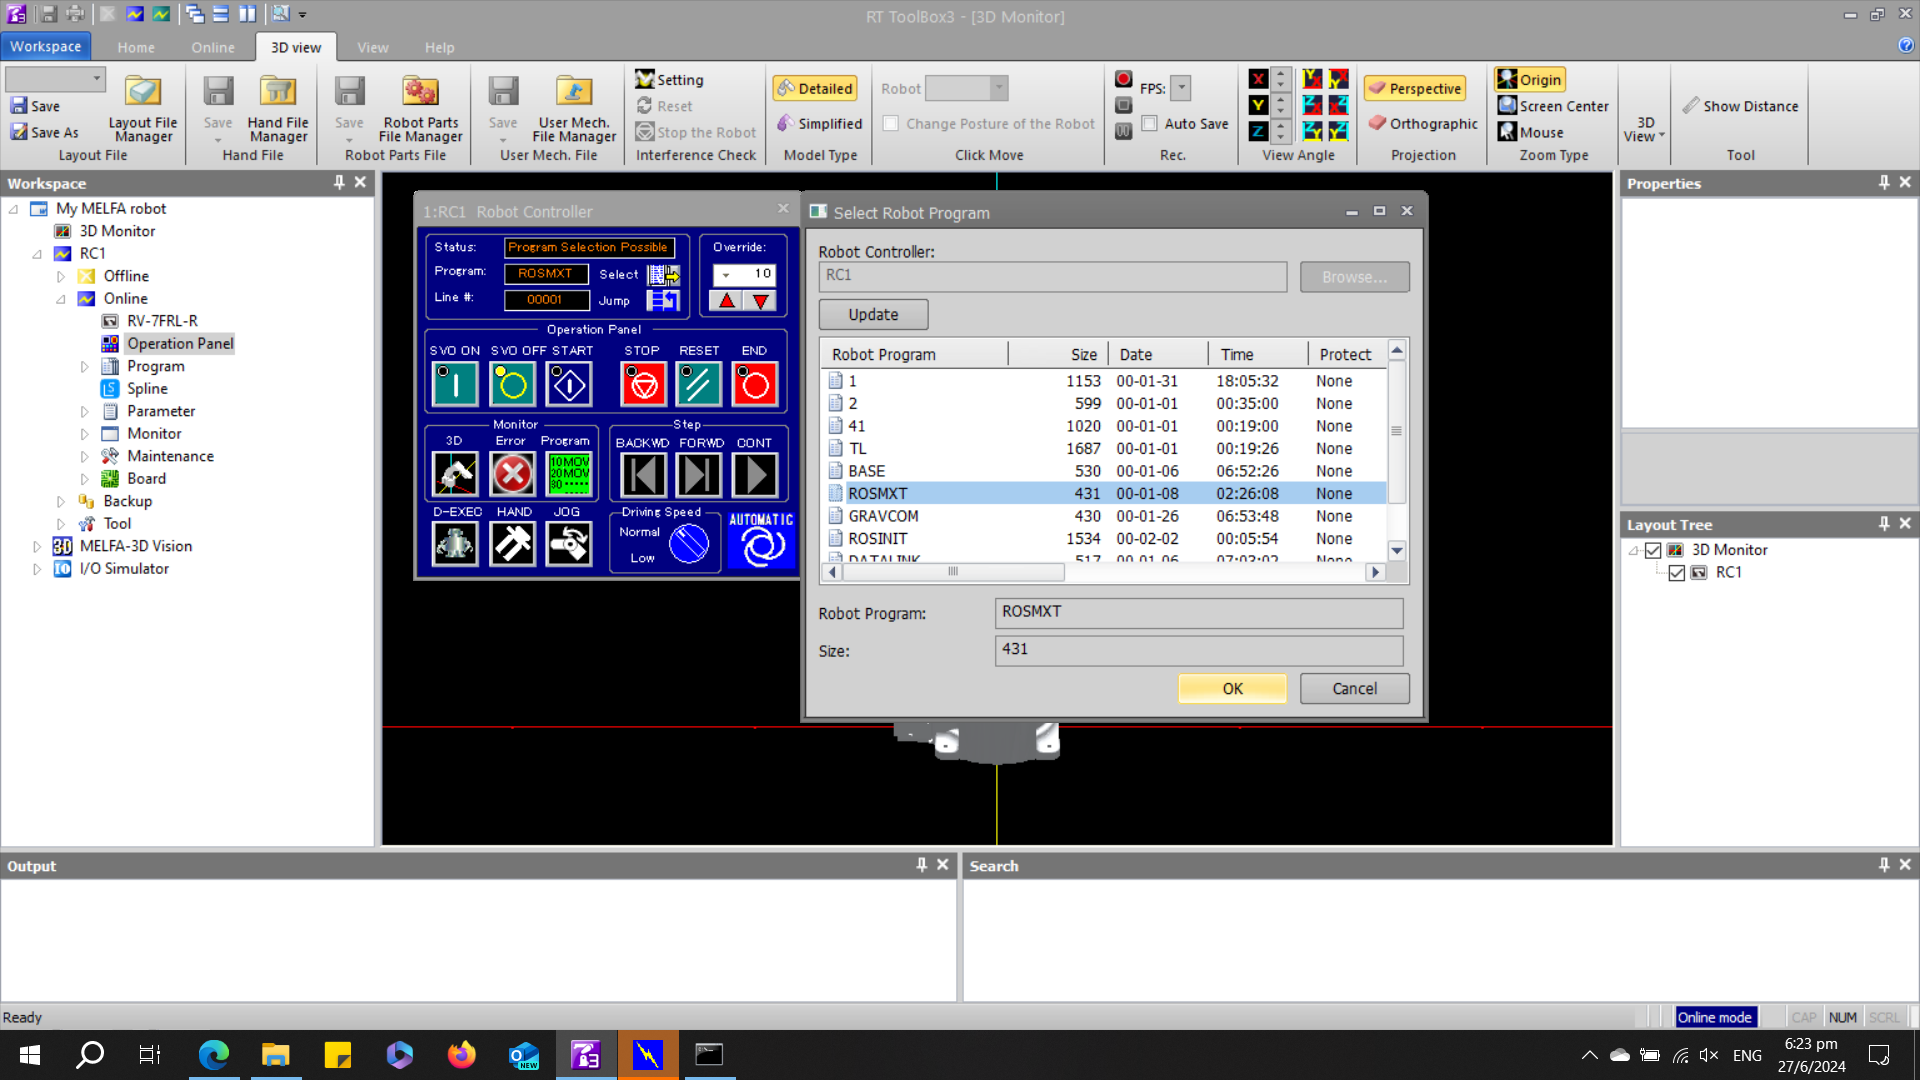 RT ToolBox3 - [3D Monitor]
Workspace Home Online 3D view View Help
Save
Save As
Layout File Manager
Layout File
Save
Hand File Manager
Hand File
Save
Robot Parts File Manager
Robot Parts File
Save
User Mech. File Manager
User Mech. File
Setting
Reset
Stop the Robot
Interference Check
Detailed
Simplified
Model Type
Robot
Change Posture of the Robot
Click Move
FPS:
Auto Save
Rec.
X
Y
Z
View Angle
Perspective
Orthographic
Projection
Origin
Screen Center
Mouse
Zoom Type
3D View
Show Distance
Tool
Workspace
My MELFA robot
3D Monitor
RC1
Offline
Online
RV-7FRL-R
Operation Panel
Program
Spline
Parameter
Monitor
Maintenance
Board
Backup
Tool
MELFA-3D Vision
I/O Simulator
1:RC1 Robot Controller
Status: Program Selection Possible
Program: ROSMXT Select
Line #: 00001 Jump
Override:
10
Operation Panel
SVO ON SVO OFF START STOP RESET END
Monitor
3D Error Program
10MOV
20MOV
30
Step
BACKWD FORWD CONT
D-EXEC HAND JOG
Driving Speed
Normal
Low
AUTOMATIC
Select Robot Program
Robot Controller:
RC1 Browse...
Update
Robot Program Size Date Time Protect
1 1153 00-01-31 18:05:32 None
2 599 00-01-01 00:35:00 None
41 1020 00-01-01 00:19:00 None
TL 1687 00-01-01 00:19:26 None
BASE 530 00-01-06 06:52:26 None
ROSMXT 431 00-01-08 02:26:08 None
GRAVCOM 430 00-01-26 06:53:48 None
ROSINIT 1534 00-02-02 00:05:54 None
DATALINK 517 00-01-06 07:03:02 None
Robot Program: ROSMXT
Size: 431
OK Cancel
Properties
Layout Tree
3D Monitor
RC1
Output
Search
Ready
Online mode CAP NUM SCRL
ENG
6:23 pm
27/6/2024